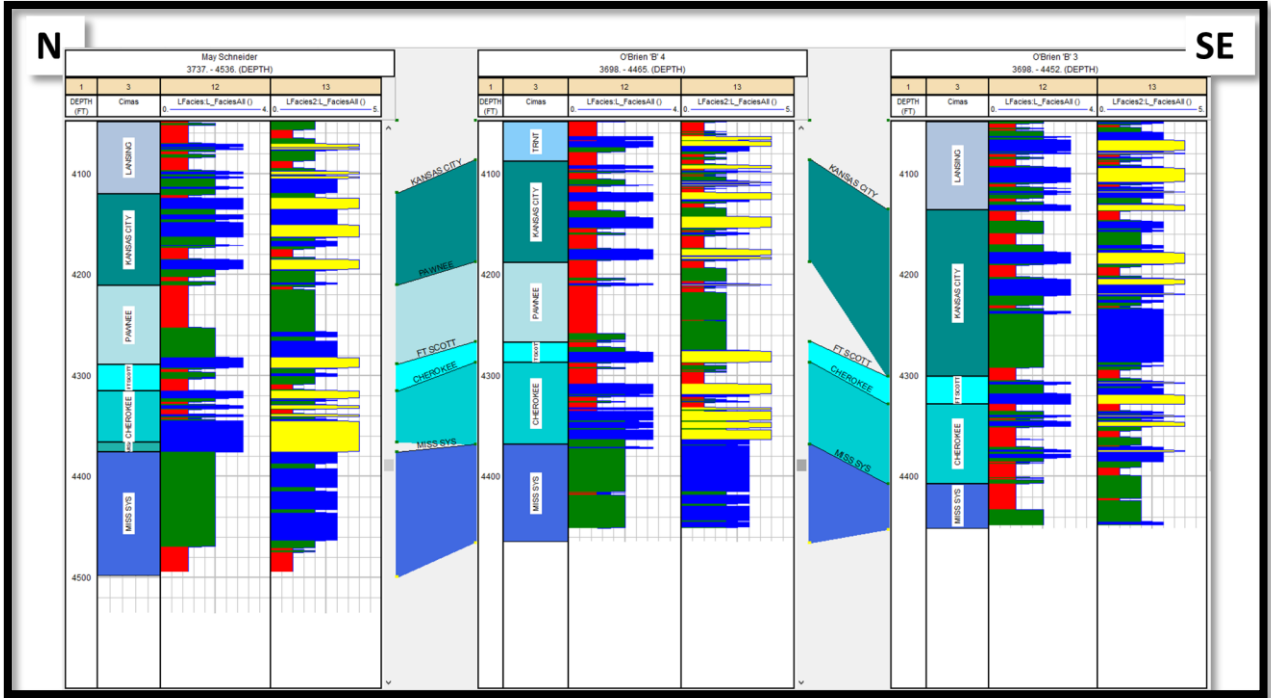 N
SE
May Schneider
3737. - 4536. (DEPTH)
1 3 12 13
DEPTH (FT) Cimas LFacies:L_FaciesAll () LFacies2:L_FaciesAll ()
0. 4. 0. 5.
4100
4200
4300
4400
4500
LANSING
KANSAS CITY
PAWNEE
FT SCOTT
CHEROKEE
MISS SYS
KANSAS CITY
PAWNEE
FT SCOTT
CHEROKEE
MISS SYS
O'Brien 'B' 4
3698. - 4465. (DEPTH)
1 3 12 13
DEPTH (FT) Cimas LFacies:L_FaciesAll () LFacies2:L_FaciesAll ()
0. 4. 0. 5.
4100
4200
4300
4400
TRNT
KANSAS CITY
PAWNEE
FT SCOTT
CHEROKEE
MISS SYS
KANSAS CITY
FT SCOTT
CHEROKEE
MISS SYS
O'Brien 'B' 3
3698. - 4452. (DEPTH)
1 3 12 13
DEPTH (FT) Cimas LFacies:L_FaciesAll () LFacies2:L_FaciesAll ()
0. 4. 0. 5.
4100
4200
4300
4400
LANSING
KANSAS CITY
FT SCOTT
CHEROKEE
MISS SYS